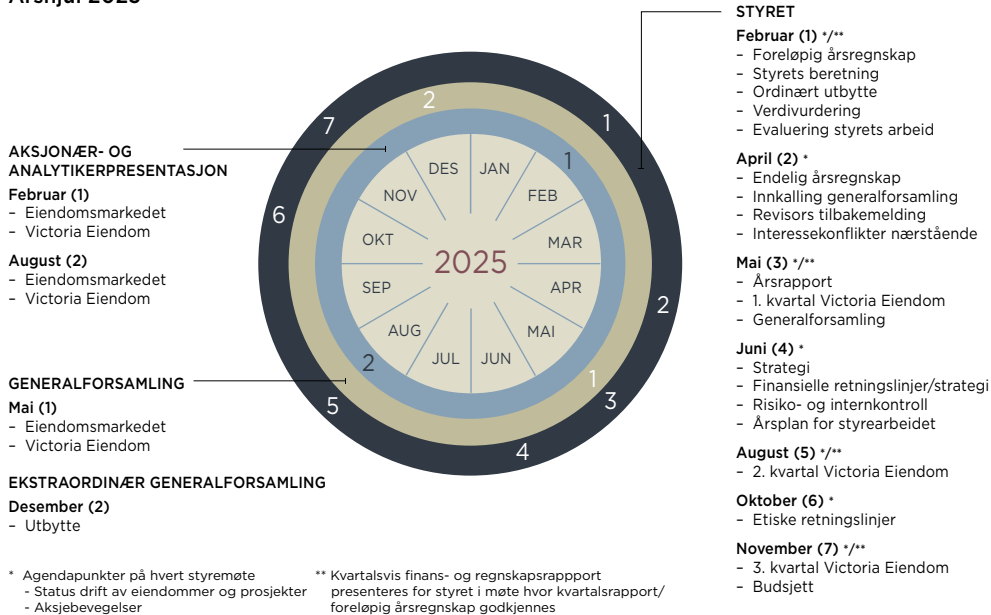 STYRET
Februar (1) */**
– Foreløpig årsregnskap
– Styrets beretning
– Ordinært utbytte
– Verdivurdering
– Evaluering styrets arbeid
April (2) *
– Endelig årsregnskap
– Innkalling generalforsamling
– Revisors tilbakemelding
– Interessekonflikter nærstående
Mai (3) */**
– Årsrapport
– 1. kvartal Victoria Eiendom
– Generalforsamling
Juni (4) *
– Strategi
– Finansielle retningslinjer/strategi
– Risiko- og internkontroll
– Årsplan for styrearbeidet
August (5) */**
– 2. kvartal Victoria Eiendom
Oktober (6) *
– Etiske retningslinjer
November (7) */**
– 3. kvartal Victoria Eiendom
– Budsjett
AKSJONÆR- OG
ANALYTIKERPRESENTASJON
Februar (1)
– Eiendomsmarkedet
– Victoria Eiendom
August (2)
– Eiendomsmarkedet
– Victoria Eiendom
GENERALFORSAMLING
Mai (1)
– Eiendomsmarkedet
– Victoria Eiendom
EKSTRAORDINÆR GENERALFORSAMLING
Desember (2)
– Utbytte
2025
JAN
FEB
MAR
APR
MAI
JUN
JUL
AUG
SEP
OKT
NOV
DES
1
2
1
2
1
2
3
4
5
6
7
* Agendapunkter på hvert styremøte
- Status drift av eiendommer og prosjekter
- Aksjebevegelser
** Kvartalsvis finans- og regnskapsrappport
presenteres for styret i møte hvor kvartalsrapport/
foreløpig årsregnskap godkjennes